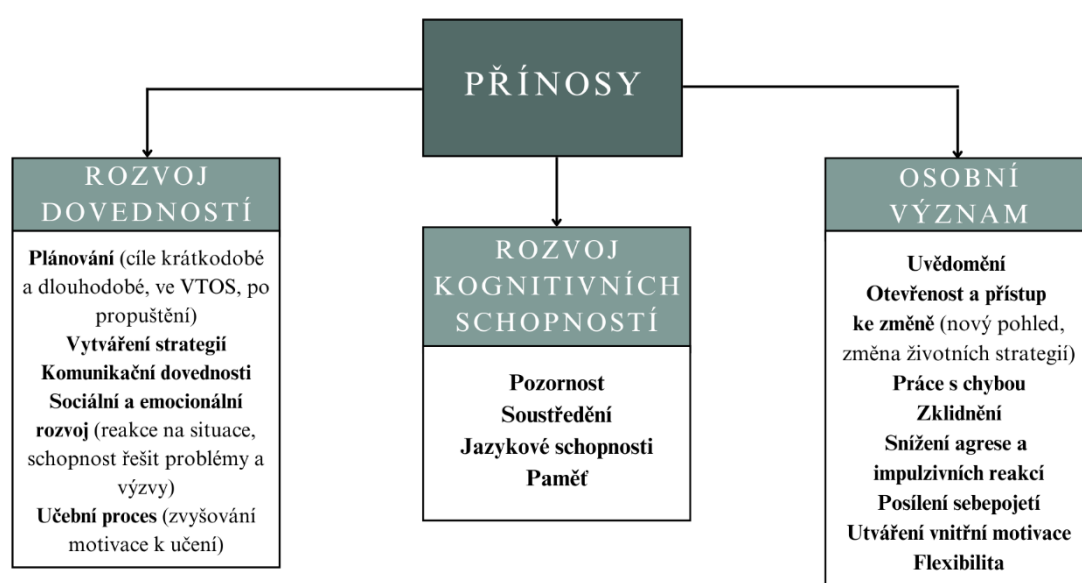 PŘÍNOSY
ROZVOJ
DOVEDNOSTÍ
Plánování (cíle krátkodobé
a dlouhodobé, ve VTOS, po
propuštění)
Vytváření strategií
Komunikační dovednosti
Sociální a emocionální
rozvoj (reakce na situace,
schopnost řešit problémy a
výzvy)
Učební proces (zvyšování
motivace k učení)
ROZVOJ
KOGNITIVNÍCH
SCHOPNOSTÍ
Pozornost
Soustředění
Jazykové schopnosti
Paměť
OSOBNÍ
VÝZNAM
Uvědomění
Otevřenost a přístup
ke změně (nový pohled,
změna životních strategií)
Práce s chybou
Zklidnění
Snížení agrese a
impulzivních reakcí
Posílení sebepojetí
Utváření vnitřní motivace
Flexibilita